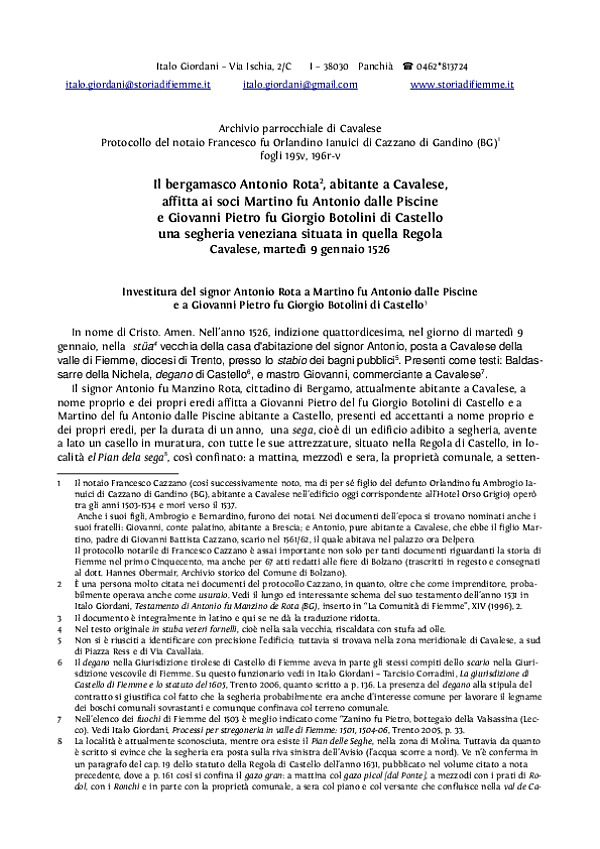 Italo Giordani – Via Ischia, 2/C I – 38030 Panchià ☎ 0462*813724
italo.giordani@storiadifiemme.it italo.giordani@gmail.com www.storiadifiemme.it
Archivio parrocchiale di Cavalese
Protocollo del notaio Francesco fu Orlandino Ianuici di Cazzano di Gandino (BG)1
fogli 195v, 196r-v
Il bergamasco Antonio Rota2, abitante a Cavalese,
affitta ai soci Martino fu Antonio dalle Piscine
e Giovanni Pietro fu Giorgio Botolini di Castello
una segheria veneziana situata in quella Regola
Cavalese, martedì 9 gennaio 1526
Investitura del signor Antonio Rota a Martino fu Antonio dalle Piscine
e a Giovanni Pietro fu Giorgio Botolini di Castello3
In nome di Cristo. Amen. Nell'anno 1526, indizione quattordicesima, nel giorno di martedì 9
gennaio, nella stüa4 vecchia della casa d'abitazione del signor Antonio, posta a Cavalese della
valle di Fiemme, diocesi di Trento, presso lo stabio dei bagni pubblici5. Presenti come testi: Baldas-
sarre della Nichela, degano di Castello6, e mastro Giovanni, commerciante a Cavalese7.
Il signor Antonio fu Manzino Rota, cittadino di Bergamo, attualmente abitante a Cavalese, a
nome proprio e dei propri eredi affitta a Giovanni Pietro del fu Giorgio Botolini di Castello e a
Martino del fu Antonio dalle Piscine abitante a Castello, presenti ed accettanti a nome proprio e
dei propri eredi, per la durata di un anno, una sega, cioè di un edificio adibito a segheria, avente
a lato un casello in muratura, con tutte le sue attrezzature, situato nella Regola di Castello, in lo-
calità el Pian dela sega8, così confinato: a mattina, mezzodì e sera, la proprietà comunale, a setten-
1 Il notaio Francesco Cazzano (così successivamente noto, ma di per sé figlio del defunto Orlandino fu Ambrogio Ia-
nuici di Cazzano di Gandino (BG), abitante a Cavalese nell'edificio oggi corrispondente all'Hotel Orso Grigio) operò
tra gli anni 1503-1534 e morì verso il 1537.
Anche i suoi figli, Ambrogio e Bernardino, furono dei notai. Nei documenti dell'epoca si trovano nominati anche i
suoi fratelli: Giovanni, conte palatino, abitante a Brescia; e Antonio, pure abitante a Cavalese, che ebbe il figlio Mar-
tino, padre di Giovanni Battista Cazzano, scario nel 1561/62, il quale abitava nel palazzo ora Delpero.
Il protocollo notarile di Francesco Cazzano è assai importante non solo per tanti documenti riguardanti la storia di
Fiemme nel primo Cinquecento, ma anche per 67 atti redatti alle fiere di Bolzano (trascritti in regesto e consegnati
al dott. Hannes Obermair, Archivio storico del Comune di Bolzano).
2 È una persona molto citata nei documenti del protocollo Cazzano, in quanto, oltre che come imprenditore, proba-
bilmente operava anche come usuraio. Vedi il lungo ed interessante schema del suo testamento dell'anno 1531 in
Italo Giordani, Testamento di Antonio fu Manzino de Rota (BG), inserto in "La Comunità di Fiemme", XIV (1996), 2.
3 Il documento è integralmente in latino e qui se ne dà la traduzione ridotta.
4 Nel testo originale in stuba veteri fornelli, cioè nella sala vecchia, riscaldata con stufa ad olle.
5 Non si è riusciti a identificare con precisione l'edificio; tuttavia si trovava nella zona meridionale di Cavalese, a sud
di Piazza Ress e di Via Cavallaia.
6 Il degano nella Giurisdizione tirolese di Castello di Fiemme aveva in parte gli stessi compiti dello scario nella Giuri-
sdizione vescovile di Fiemme. Su questo funzionario vedi in Italo Giordani – Tarcisio Corradini, La giurisdizione di
Castello di Fiemme e lo statuto del 1605, Trento 2006, quanto scritto a p. 136. La presenza del degano alla stipula del
contratto si giustifica col fatto che la segheria probabilmente era anche d'interesse comune per lavorare il legname
dei boschi comunali sovrastanti e comunque confinava col terreno comunale.
7 Nell'elenco dei fuochi di Fiemme del 1503 è meglio indicato come "Zanino fu Pietro, bottegaio della Valsassina (Lec-
co). Vedi Italo Giordani, Processi per stregoneria in valle di Fiemme: 1501, 1504-06, Trento 2005, p. 33.
8 La località è attualmente sconosciuta, mentre ora esiste il Pian delle Seghe, nella zona di Molina. Tuttavia da quanto
è scritto si evince che la segheria era posta sulla riva sinistra dell'Avisio (l'acqua a nord). Ve n'è conferma in
un paragrafo del cap. 19 dello statuto della Regola di Castello dell'anno 1631, pubblicato nel volume citato a nota
precedente, dove a p. 161 così si confina il gazo gran: a mattina col gazo picol [dal Ponte], a mezzodì con i prati di Ro-
dol, con i Ronchi e in parte con la proprietà comunale, a sera col piano e col versante che confluisce nella val de Ca-